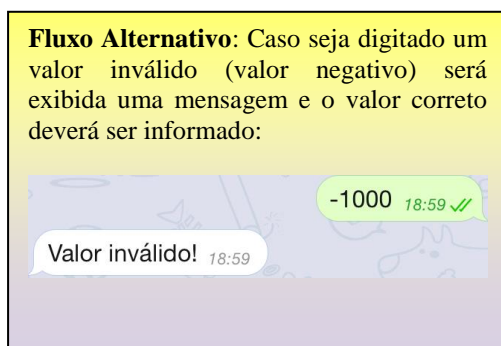 Fluxo Alternativo: Caso seja digitado um
valor inválido (valor negativo) será
exibida uma mensagem e o valor correto
deverá ser informado:
-1000 18:59
Valor inválido! 18:59